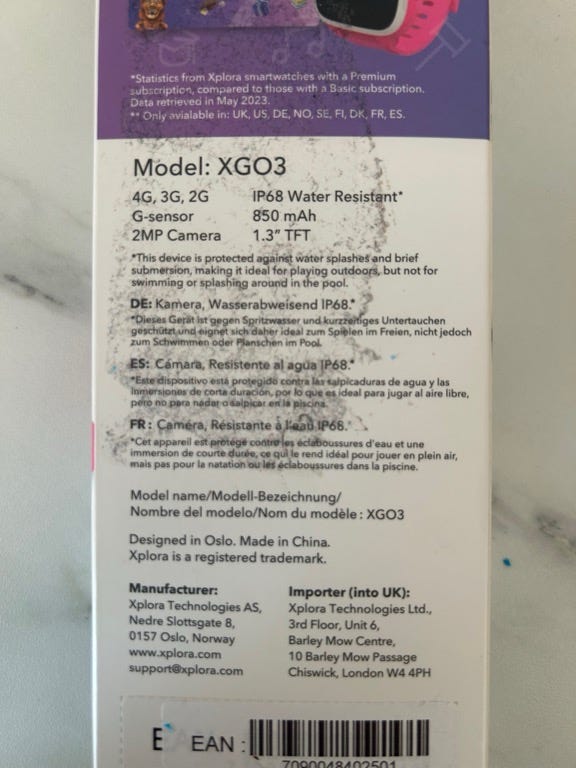 *Statistics from Xplora smartwatches with a Premium
subscription, compared to those with a Basic subscription.
Data retrieved in May 2023.
** Only avialable in: UK, US, DE, NO, SE, FI, DK, FR, ES.
Model: XGO3
4G, 3G, 2G IP68 Water Resistant*
G-sensor 850 mAh
2MP Camera 1.3” TFT
*This device is protected against water splashes and brief
submersion, making it ideal for playing outdoors, but not for
swimming or splashing around in the pool.
DE: Kamera, Wasserabweisend IP68.*
*Dieses Gerät ist gegen Spritzwasser und kurzzeitiges Untertauchen
geschützt und eignet sich daher ideal zum Spielen im Freien, nicht jedoch
zum Schwimmen oder Planschen im Pool.
ES: Cámara, Resistente al agua IP68.*
*Este dispositivo está protegido contra las salpicaduras de agua y las
inmersiones de corta duración, por lo que es ideal para jugar al aire libre,
pero no para nadar o salpicar en la piscina.
FR: Caméra, Résistante à l'eau IP68.*
*Cet appareil est protégé contre les éclaboussures d'eau et une
immersion de courte durée, ce qui le rend idéal pour jouer en plein air,
mais pas pour la natation ou les éclaboussures dans la piscine.
Model name/Modell-Bezeichnung/
Nombre del modelo/Nom du modèle: XGO3
Designed in Oslo. Made in China.
Xplora is a registered trademark.
Manufacturer:
Xplora Technologies AS,
Nedre Slottsgate 8,
0157 Oslo, Norway
www.xplora.com
support@xplora.com
Importer (into UK):
Xplora Technologies Ltd.,
3rd Floor, Unit 6,
Barley Mow Centre,
10 Barley Mow Passage
Chiswick, London W4 4PH
EAN :
7090048402501